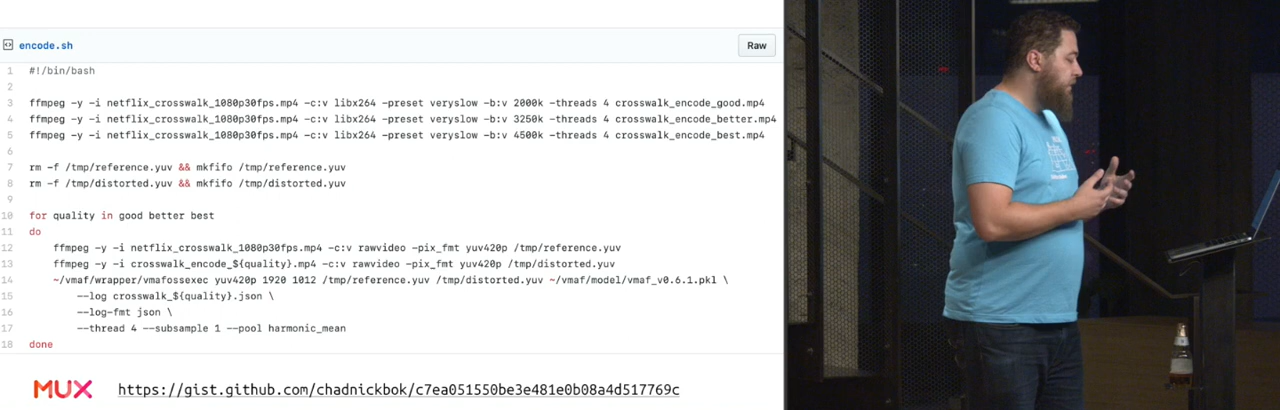 encode.sh
Raw
1 #!/bin/bash
2
3 ffmpeg -y -i netflix_crosswalk_1080p30fps.mp4 -c:v libx264 -preset veryslow -b:v 2000k -threads 4 crosswalk_encode_good.mp4
4 ffmpeg -y -i netflix_crosswalk_1080p30fps.mp4 -c:v libx264 -preset veryslow -b:v 3250k -threads 4 crosswalk_encode_better.mp4
5 ffmpeg -y -i netflix_crosswalk_1080p30fps.mp4 -c:v libx264 -preset veryslow -b:v 4500k -threads 4 crosswalk_encode_best.mp4
6
7 rm -f /tmp/reference.yuv && mkfifo /tmp/reference.yuv
8 rm -f /tmp/distorted.yuv && mkfifo /tmp/distorted.yuv
9
10 for quality in good better best
11 do
12 ffmpeg -y -i netflix_crosswalk_1080p30fps.mp4 -c:v rawvideo -pix_fmt yuv420p /tmp/reference.yuv
13 ffmpeg -y -i crosswalk_encode_${quality}.mp4 -c:v rawvideo -pix_fmt yuv420p /tmp/distorted.yuv
14 ~/vmaf/wrapper/vmafossexec yuv420p 1920 1012 /tmp/reference.yuv /tmp/distorted.yuv ~/vmaf/model/vmaf_v0.6.1.pkl \
15 --log crosswalk_${quality}.json \
16 --log-fmt json \
17 --thread 4 --subsample 1 --pool harmonic_mean
18 done
MUX https://gist.github.com/chadnickbok/c7ea051550be3e481e0b08a4d517769c